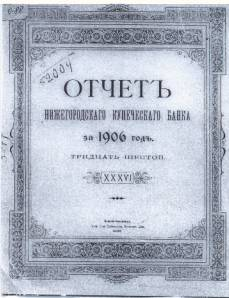 ОТЧЕТЪ
НИЖЕГОРОДСКАГО КУПЕЧЕСКАГО БАНКА
за 1906 годъ.
ТРИДЦАТЬ ШЕСТОЙ.
XXXVI